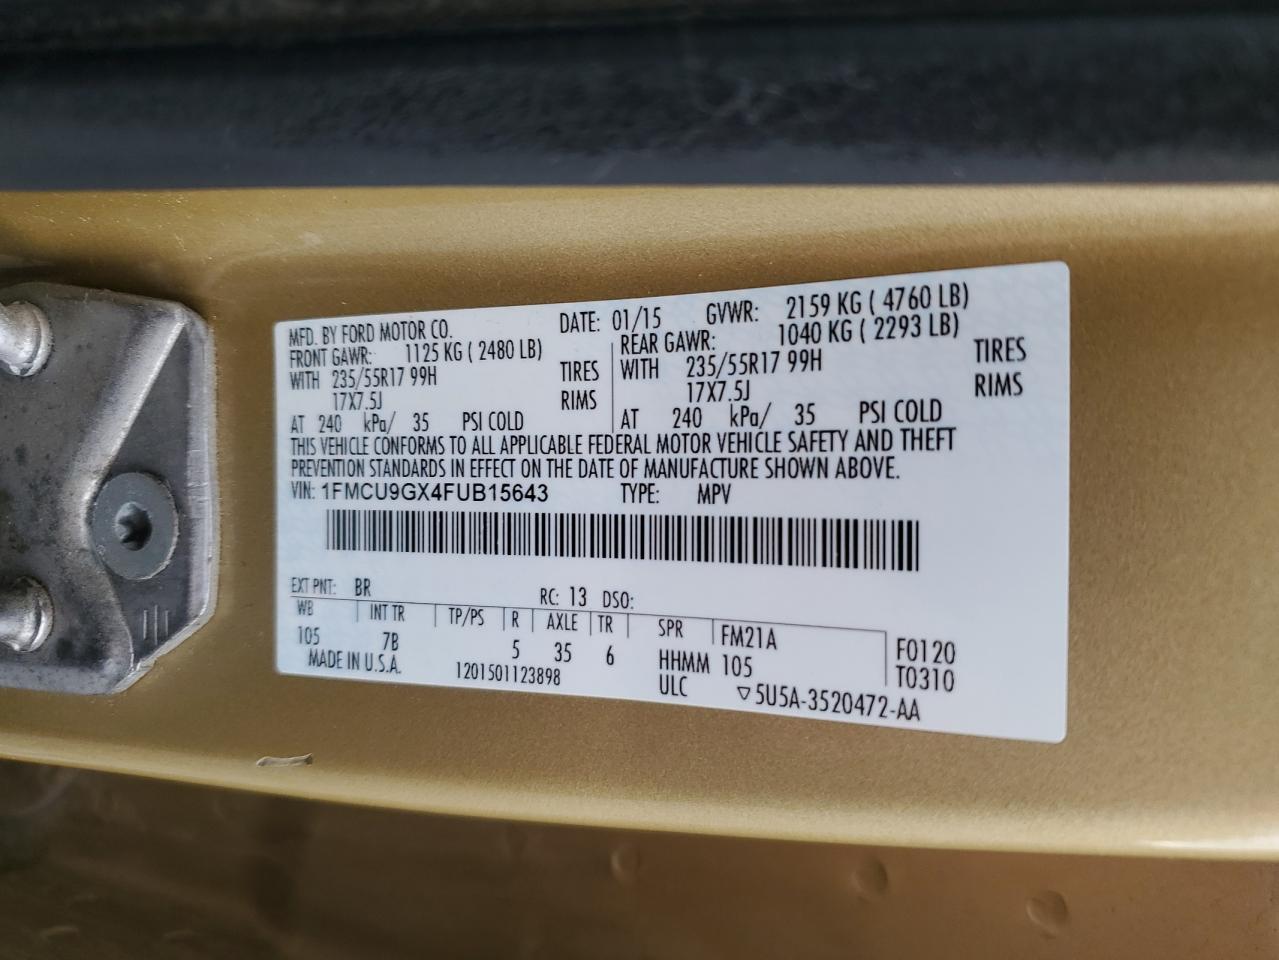 MFD. BY FORD MOTOR CO. DATE: 01/15 GVWR: 2159 KG ( 4760 LB)
FRONT GAWR: 1125 KG ( 2480 LB) REAR GAWR: 1040 KG ( 2293 LB)
WITH 235/55R17 99H TIRES WITH 235/55R17 99H TIRES
17X7.5J RIMS 17X7.5J RIMS
AT 240 kPa/ 35 PSI COLD AT 240 kPa/ 35 PSI COLD
THIS VEHICLE CONFORMS TO ALL APPLICABLE FEDERAL MOTOR VEHICLE SAFETY AND THEFT
PREVENTION STANDARDS IN EFFECT ON THE DATE OF MANUFACTURE SHOWN ABOVE.
VIN: 1FMCU9GX4FUB15643 TYPE: MPV
EXT PNT: BR RC: 13 DSO:
WB INT TR TP/PS R AXLE TR SPR FM21A F0120
105 7B 5 35 6 HHMM 105 T0310
MADE IN U.S.A. 1201501123898 ULC ▽5U5A-3520472-AA